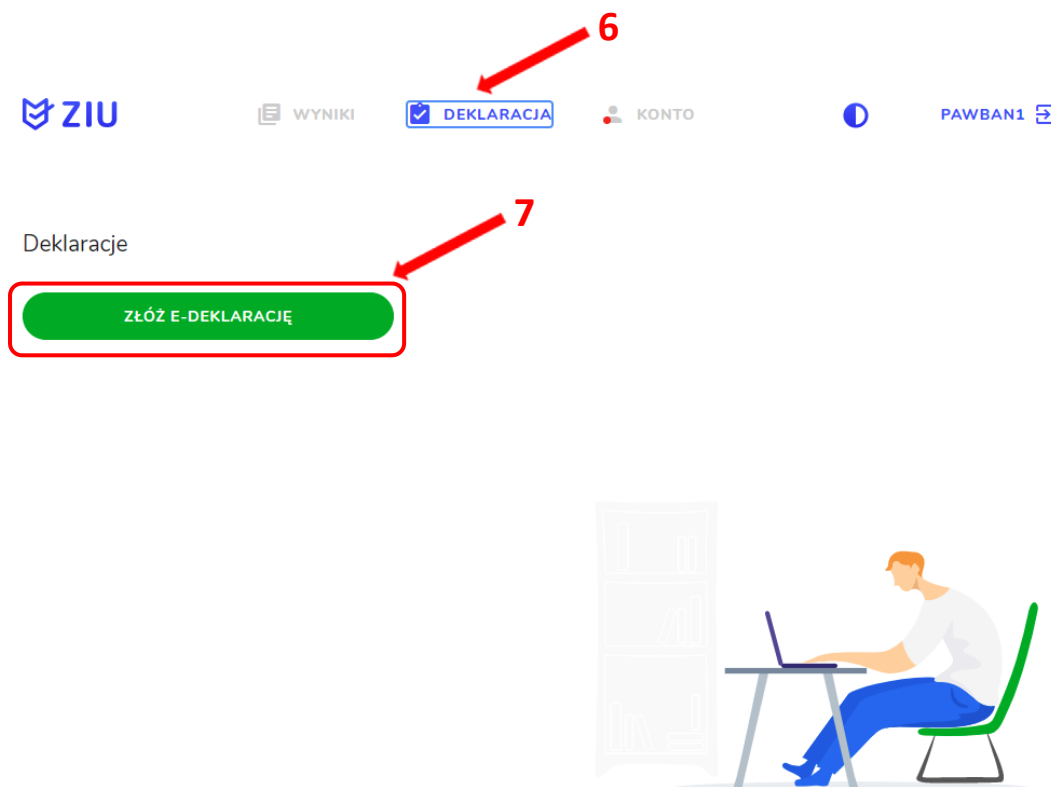 6
ZIU WYNIKI DEKLARACJA KONTO PAWBAN1
7
Deklaracje
ZŁÓŻ E-DEKLARACJĘ